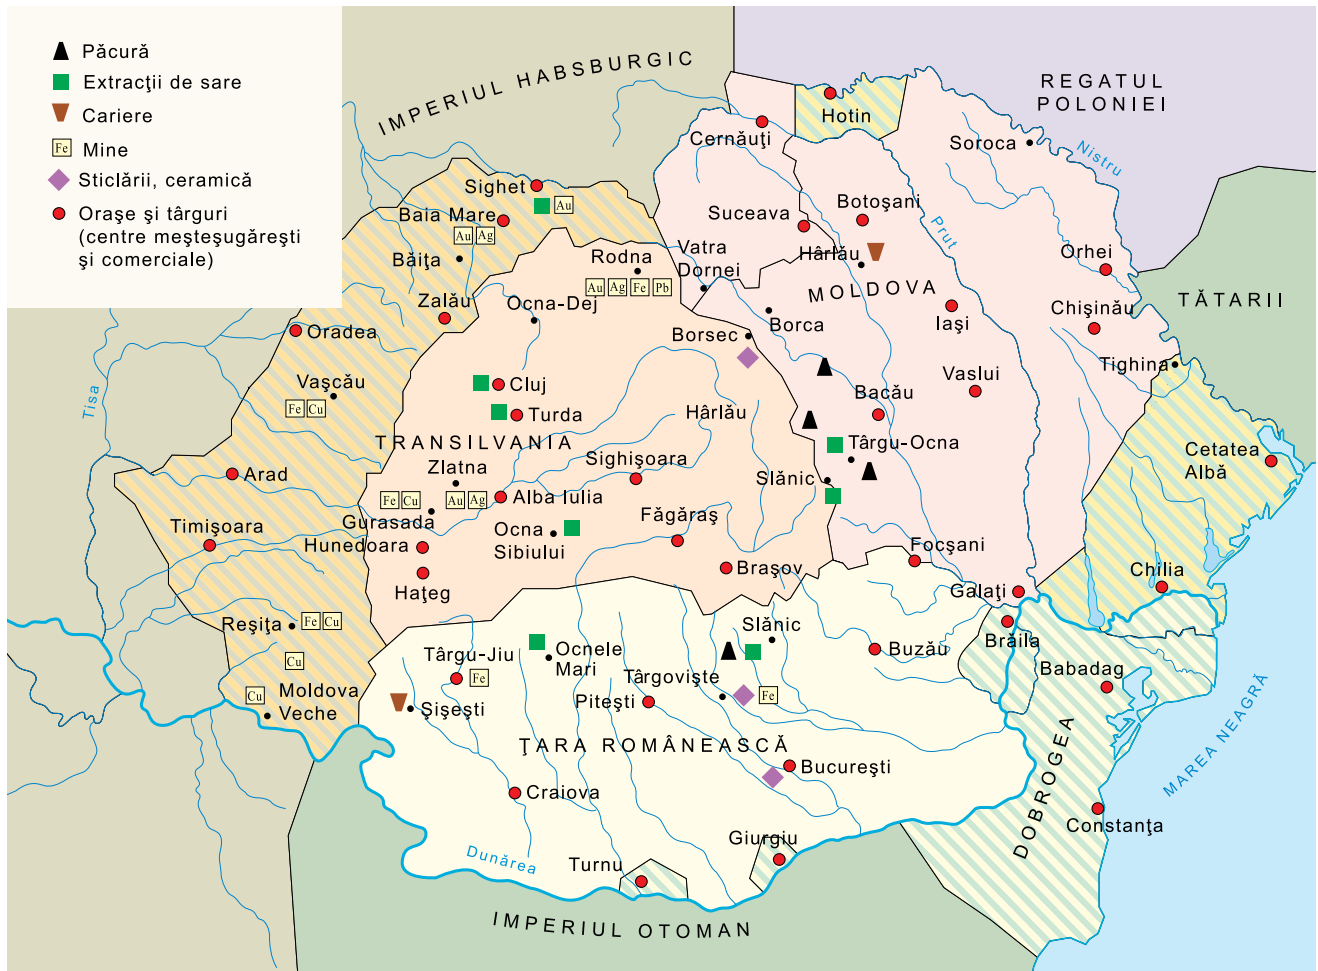 Păcură
Extracţii de sare
Cariere
Fe Mine
Sticlării, ceramică
Oraşe şi târguri
(centre meşteşugăreşti
şi comerciale)
IMPERIUL HABSBURGIC
REGATUL
POLONIEI
Hotin
Cernăuţi
Soroca
Nistru
Sighet
Au
Baia Mare
Au Ag
Băiţa
Suceava
Botoşani
Prut
Hârlău
Orhei
Vatra
Dornei
Rodna
Au Ag Fe Pb
MOLDOVA
TĂTARII
Zalău
Ocna-Dej
Oradea
Borsec
Borca
Iaşi
Chişinău
Tighina
Tisa
Vaşcău
Fe Cu
Cluj
Turda
Hârlău
Bacău
Vaslui
TRANSILVANIA
Târgu-Ocna
Cetatea
Albă
Arad
Zlatna
Fe Cu Au Ag
Sighişoara
Slănic
Alba Iulia
Gurasada
Timişoara
Hunedoara
Ocna
Sibiului
Făgăraş
Focşani
Haţeg
Braşov
Chilia
Galaţi
Reşiţa
Fe Cu
Cu
Slănic
Brăila
Buzău
Târgu-Jiu
Fe
Ocnele
Mari
Târgovişte
Fe
Babadag
Cu
Moldova
Veche
Şişeşti
Piteşti
ŢARA ROMÂNEASCĂ
MAREA NEAGRĂ
Bucureşti
DOBROGEA
Craiova
Constanţa
Giurgiu
Dunărea
Turnu
IMPERIUL OTOMAN